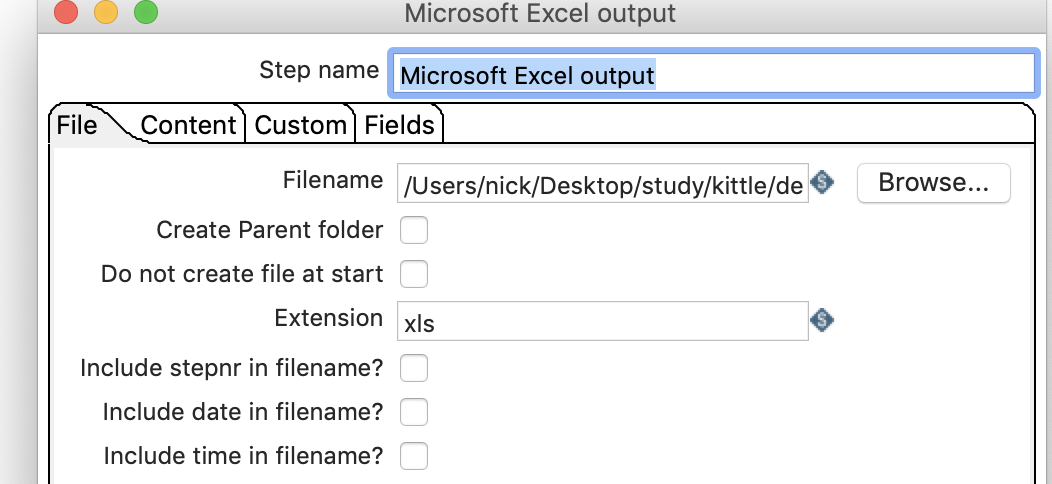 Microsoft Excel output
Step name Microsoft Excel output
File Content Custom Fields
Filename /Users/nick/Desktop/study/kittle/de $ Browse...
Create Parent folder
Do not create file at start
Extension xls $
Include stepnr in filename?
Include date in filename?
Include time in filename?